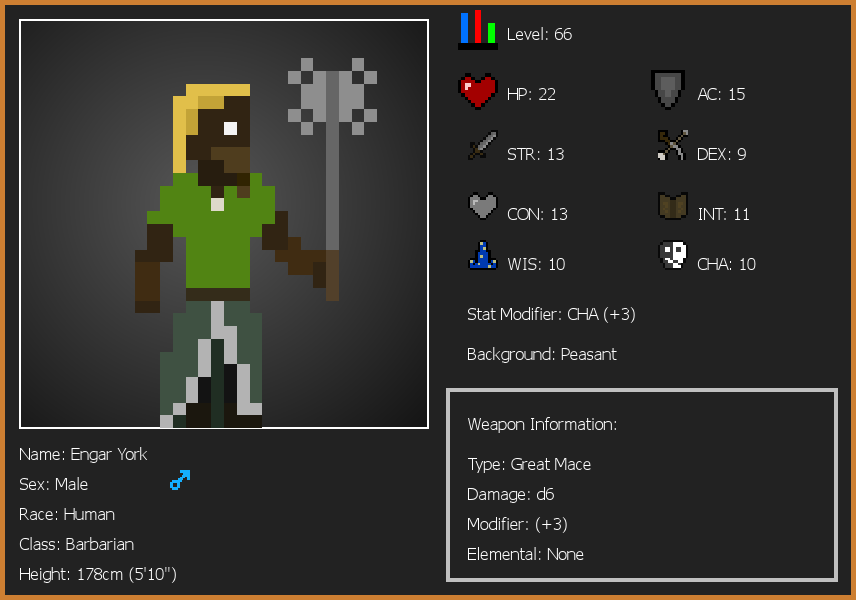 Level: 66
HP: 22
AC: 15
STR: 13
DEX: 9
CON: 13
INT: 11
WIS: 10
CHA: 10
Stat Modifier: CHA (+3)
Background: Peasant
Weapon Information:
Type: Great Mace
Damage: d6
Modifier: (+3)
Elemental: None
Name: Engar York
Sex: Male
Race: Human
Class: Barbarian
Height: 178cm (5'10")